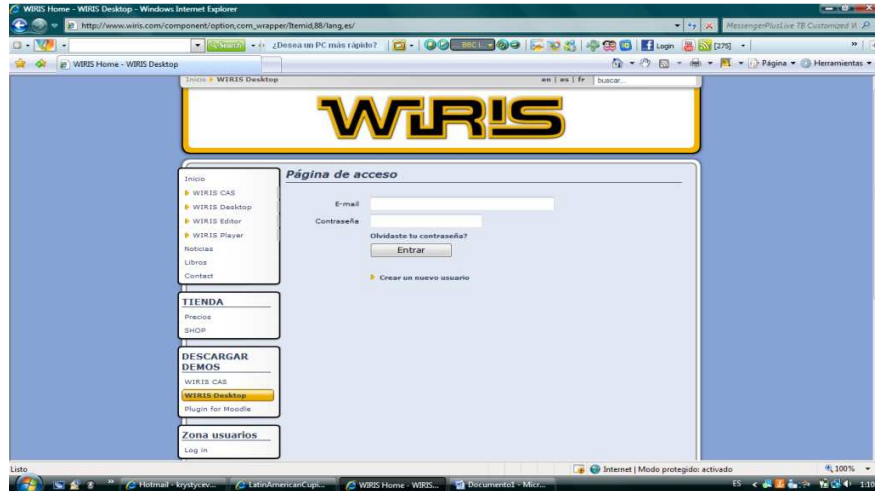 WIRIS Home - WIRIS Desktop - Windows Internet Explorer
http://www.wiris.com/component/option,com_wrapper/Itemid,88/lang,es/
MessengerPlusLive TB Customized
Search
¿Desea un PC más rápido?
Login
[275]
WIRIS Home - WIRIS Desktop
Página
Herramientas
Inicio WIRIS Desktop
en | es | fr
buscar...
WIRIS
Inicio
WIRIS CAS
WIRIS Desktop
WIRIS Editor
WIRIS Player
Noticias
Libros
Contact
TIENDA
Precios
SHOP
DESCARGAR
DEMOS
WIRIS CAS
WIRIS Desktop
Plugin for Moodle
Zona usuarios
Log in
Página de acceso
E-mail
Contraseña
Olvidaste tu contraseña?
Entrar
Crear un nuevo usuario
Listo
Internet | Modo protegido: activado
100%
Hotmail - krystycev...
LatinAmericanCupi...
WIRIS Home - WIRIS...
Documento1 - Micr...
ES
1:10